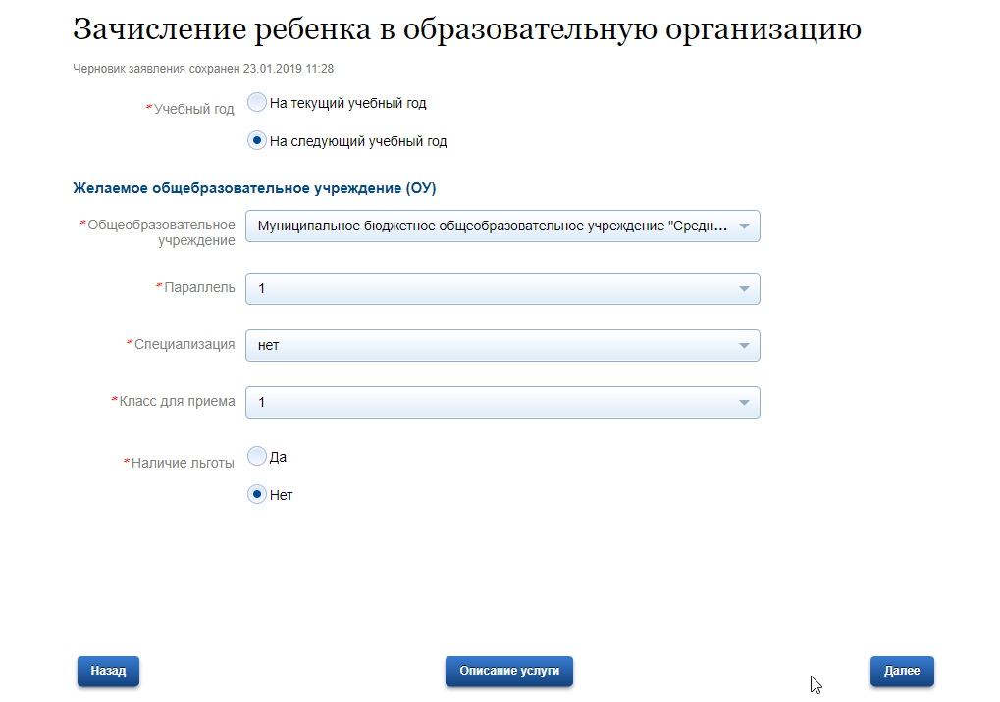 Зачисление ребенка в образовательную организацию
Черновик заявления сохранен 23.01.2019 11:28
*Учебный год
На текущий учебный год
На следующий учебный год
Желаемое общебразовательное учреждение (ОУ)
*Общеобразовательное
учреждение
Муниципальное бюджетное общеобразовательное учреждение "Средн...
*Параллель
1
*Специализация
нет
*Класс для приема
1
*Наличие льготы
Да
Нет
Назад
Описание услуги
Далее